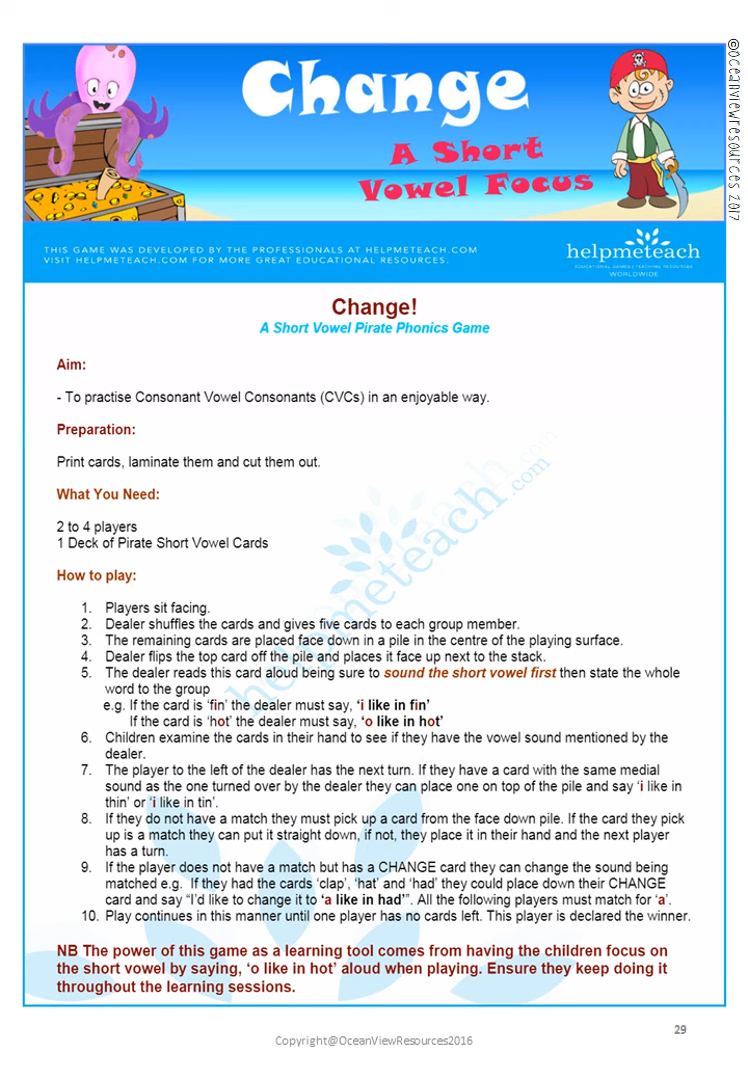 ©Oceanviewresources 2017
Change
A Short
Vowel Focus
THIS GAME WAS DEVELOPED BY THE PROFESSIONALS AT HELPMETEACH.COM
VISIT HELPMETEACH.COM FOR MORE GREAT EDUCATIONAL RESOURCES.
helpmeteach
EDUCATIONAL GAMES | TEACHING RESOURCES
WORLDWIDE
Change!
A Short Vowel Pirate Phonics Game
Aim:
- To practise Consonant Vowel Consonants (CVCs) in an enjoyable way.
Preparation:
Print cards, laminate them and cut them out.
What You Need:
2 to 4 players
1 Deck of Pirate Short Vowel Cards
How to play:
1. Players sit facing.
2. Dealer shuffles the cards and gives five cards to each group member.
3. The remaining cards are placed face down in a pile in the centre of the playing surface.
4. Dealer flips the top card off the pile and places it face up next to the stack.
5. The dealer reads this card aloud being sure to sound the short vowel first then state the whole
word to the group
e.g. If the card is ‘fin’ the dealer must say, ‘i like in fin’
If the card is ‘hot’ the dealer must say, ‘o like in hot’
6. Children examine the cards in their hand to see if they have the vowel sound mentioned by the
dealer.
7. The player to the left of the dealer has the next turn. If they have a card with the same medial
sound as the one turned over by the dealer they can place one on top of the pile and say ‘i like in
thin’ or ‘i like in tin’.
8. If they do not have a match they must pick up a card from the face down pile. If the card they pick
up is a match they can put it straight down, if not, they place it in their hand and the next player
has a turn.
9. If the player does not have a match but has a CHANGE card they can change the sound being
matched e.g. If they had the cards ‘clap’, ‘hat’ and ‘had’ they could place down their CHANGE
card and say “I’d like to change it to ‘a like in had’”. All the following players must match for ‘a’.
10. Play continues in this manner until one player has no cards left. This player is declared the winner.
NB The power of this game as a learning tool comes from having the children focus on
the short vowel by saying, ‘o like in hot’ aloud when playing. Ensure they keep doing it
throughout the learning sessions.
helpmeteach.com
29
Copyright@OceanViewResources2016